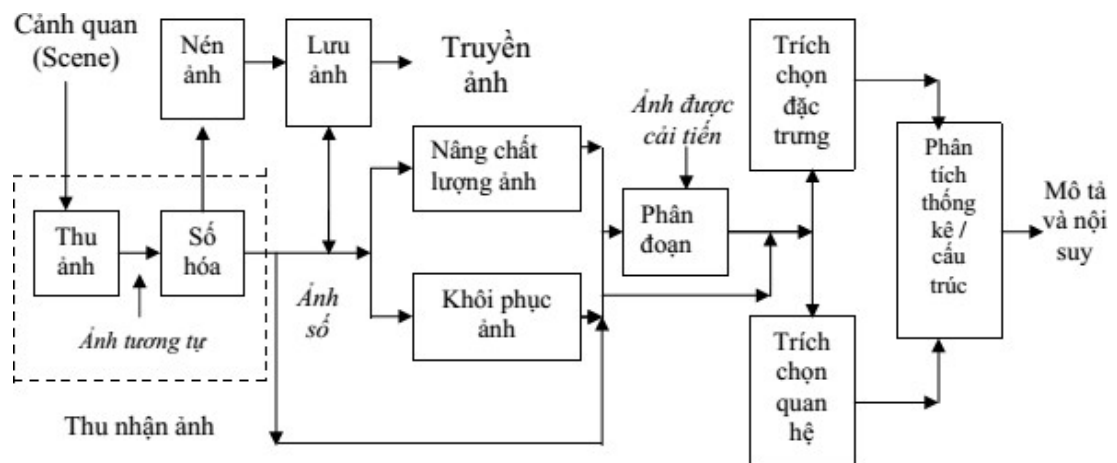 Cảnh quan
(Scene)
Nén
ảnh
Lưu
ảnh
Truyền
ảnh
Trích
chọn
đặc
trưng
Ảnh được
cải tiến
Nâng chất
lượng ảnh
Phân
tích
thống
kê /
cấu
trúc
Mô tả
và nội
suy
Thu
ảnh
Số
hóa
Phân
đoạn
Ảnh tương tự
Ảnh
số
Khôi phục
ảnh
Trích
chọn
quan
hệ
Thu nhận ảnh